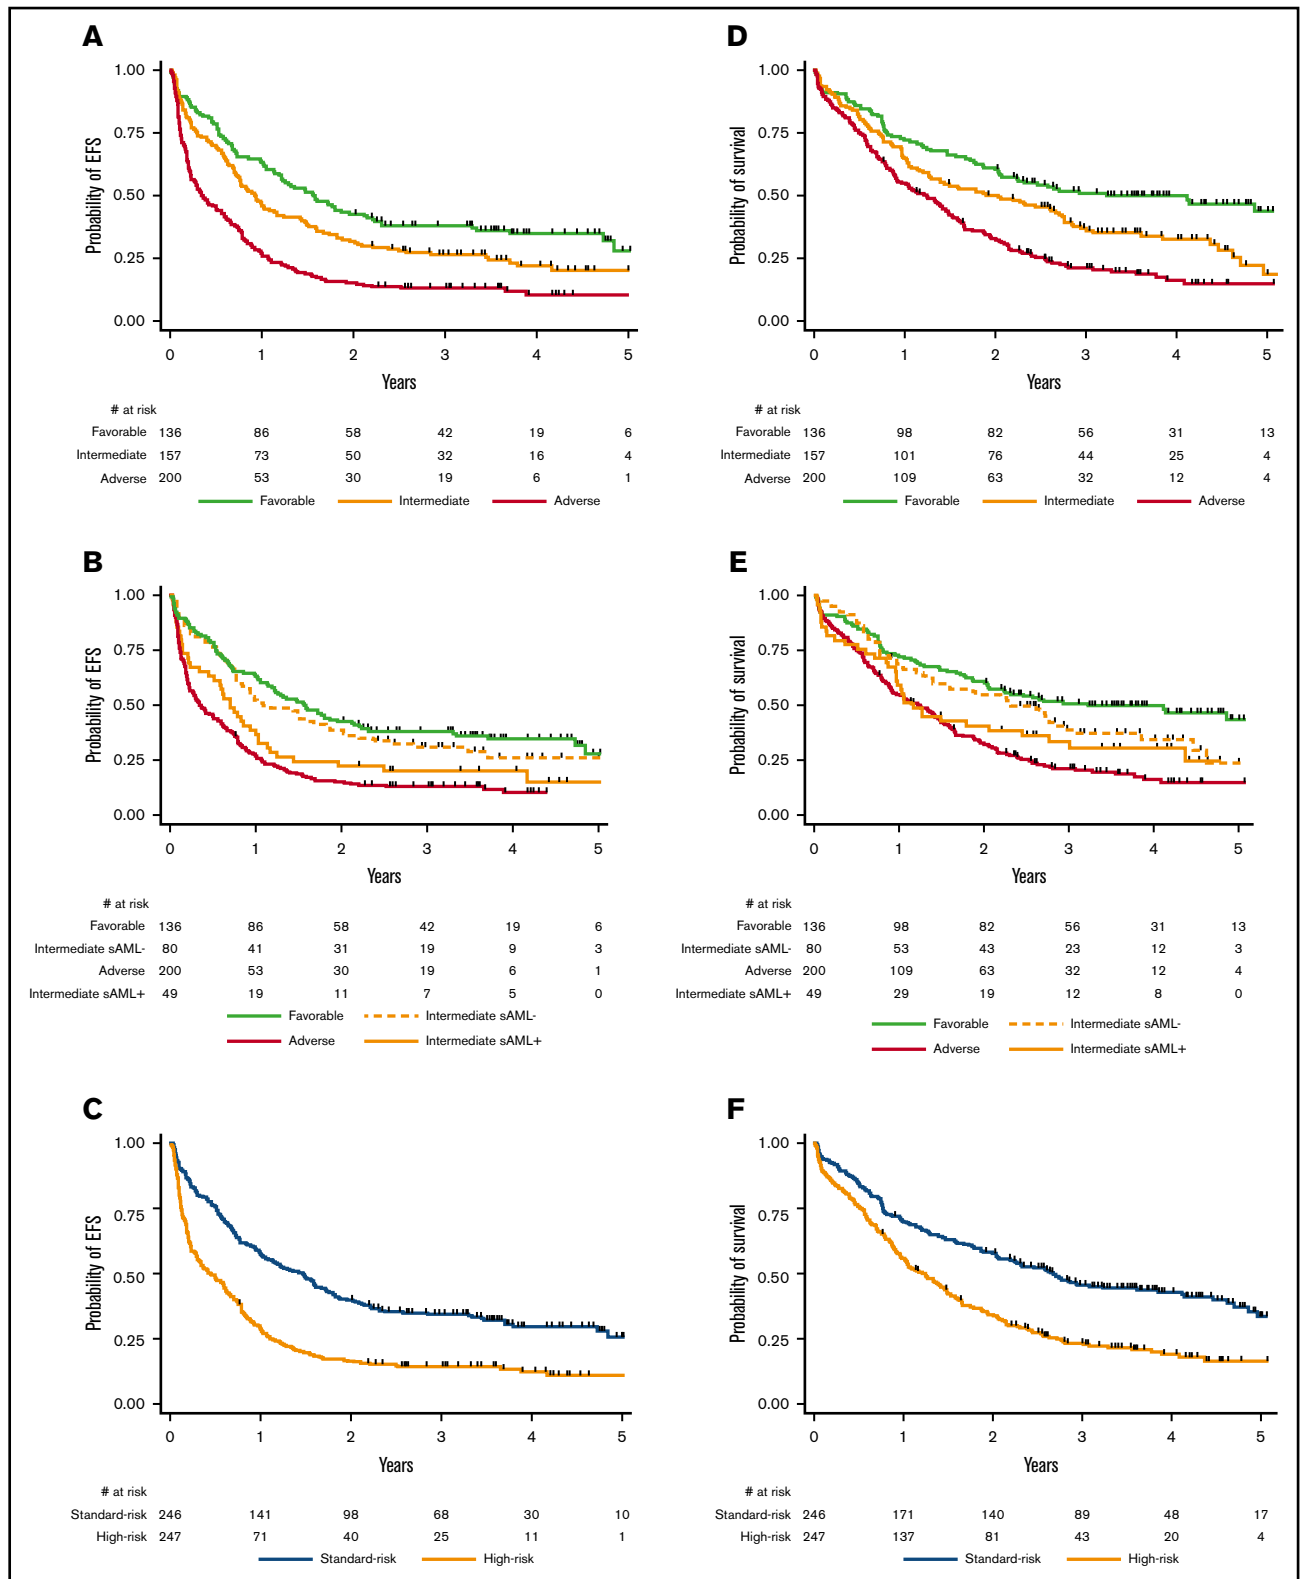 A
Probability of EFS
1.00
0.75
0.50
0.25
0.00
0 1 2 3 4 5
Years
# at risk
Favorable 136 86 58 42 19 6
Intermediate 157 73 50 32 16 4
Adverse 200 53 30 19 6 1
Favorable Intermediate Adverse
D
Probability of survival
1.00
0.75
0.50
0.25
0.00
0 1 2 3 4 5
Years
# at risk
Favorable 136 98 82 56 31 13
Intermediate 157 101 76 44 25 4
Adverse 200 109 63 32 12 4
Favorable Intermediate Adverse
B
Probability of EFS
1.00
0.75
0.50
0.25
0.00
0 1 2 3 4 5
Years
# at risk
Favorable 136 86 58 42 19 6
Intermediate sAML- 80 41 31 19 9 3
Adverse 200 53 30 19 6 1
Intermediate sAML+ 49 19 11 7 5 0
Favorable Intermediate sAML-
Adverse Intermediate sAML+
E
Probability of survival
1.00
0.75
0.50
0.25
0.00
0 1 2 3 4 5
Years
# at risk
Favorable 136 98 82 56 31 13
Intermediate sAML- 80 53 43 23 12 3
Adverse 200 109 63 32 12 4
Intermediate sAML+ 49 29 19 12 8 0
Favorable Intermediate sAML-
Adverse Intermediate sAML+
C
Probability of EFS
1.00
0.75
0.50
0.25
0.00
0 1 2 3 4 5
Years
# at risk
Standard-risk 246 141 98 68 30 10
High-risk 247 71 40 25 11 1
Standard-risk High-risk
F
Probability of survival
1.00
0.75
0.50
0.25
0.00
0 1 2 3 4 5
Years
# at risk
Standard-risk 246 171 140 89 48 17
High-risk 247 137 81 43 20 4
Standard-risk High-risk